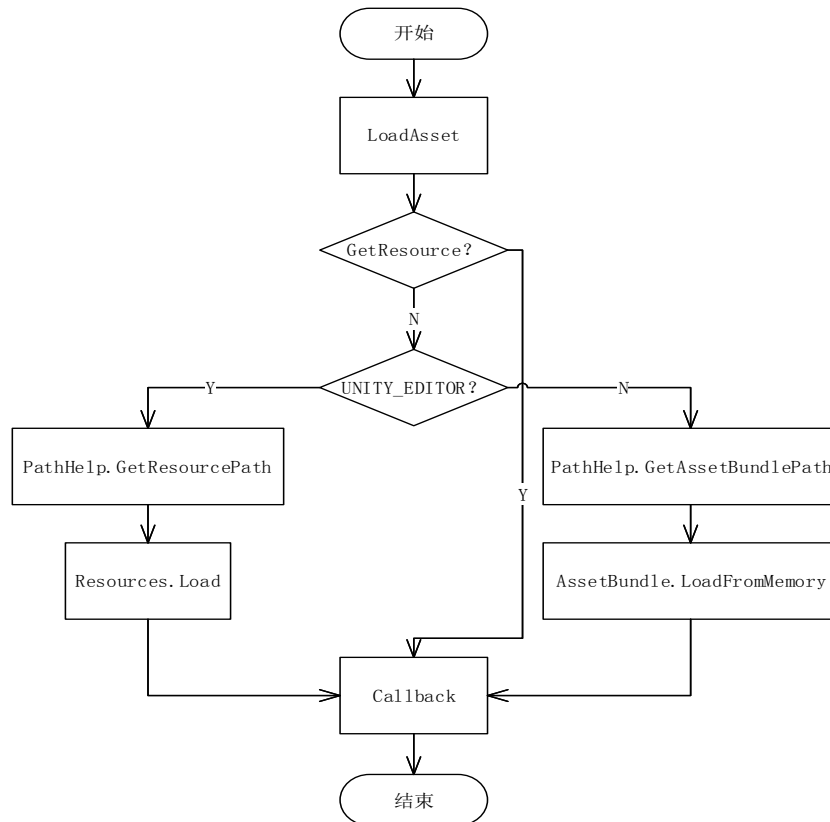 开始
LoadAsset
GetResource?
N
UNITY_EDITOR?
Y
N
PathHelp.GetResourcePath
PathHelp.GetAssetBundlePath
Y
Resources.Load
AssetBundle.LoadFromMemory
Callback
结束